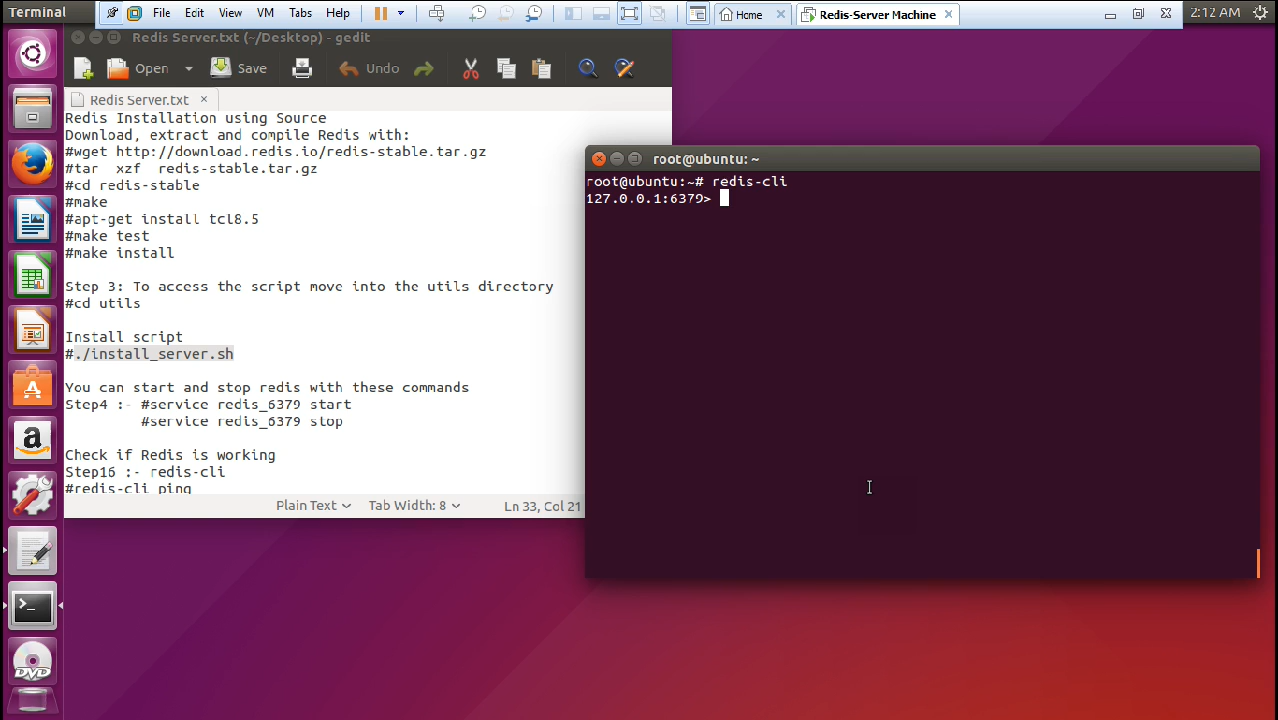 Terminal
File Edit View VM Tabs Help
Home
Redis-Server Machine
2:12 AM
Redis Server.txt (~/Desktop) - gedit
Open
Save
Undo
Redis Server.txt
Redis Installation using Source
Download, extract and compile Redis with:
#wget http://download.redis.io/redis-stable.tar.gz
#tar xzf redis-stable.tar.gz
#cd redis-stable
#make
#apt-get install tcl8.5
#make test
#make install
Step 3: To access the script move into the utils directory
#cd utils
Install script
#./install_server.sh
You can start and stop redis with these commands
Step4 :- #service redis_6379 start
#service redis_6379 stop
Check if Redis is working
Step16 :- redis-cli
#redis-cli ping
Plain Text
Tab Width: 8
Ln 33, Col 21
root@ubuntu: ~
root@ubuntu:~# redis-cli
127.0.0.1:6379>
A
a
>_
DVD